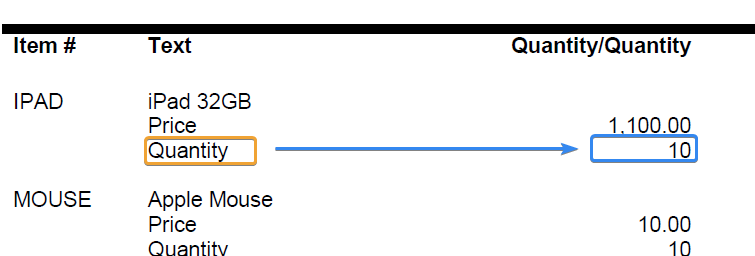 Item # Text Quantity/Quantity
IPAD iPad 32GB
Price 1,100.00
Quantity 10
MOUSE Apple Mouse
Price 10.00
Quantity 10